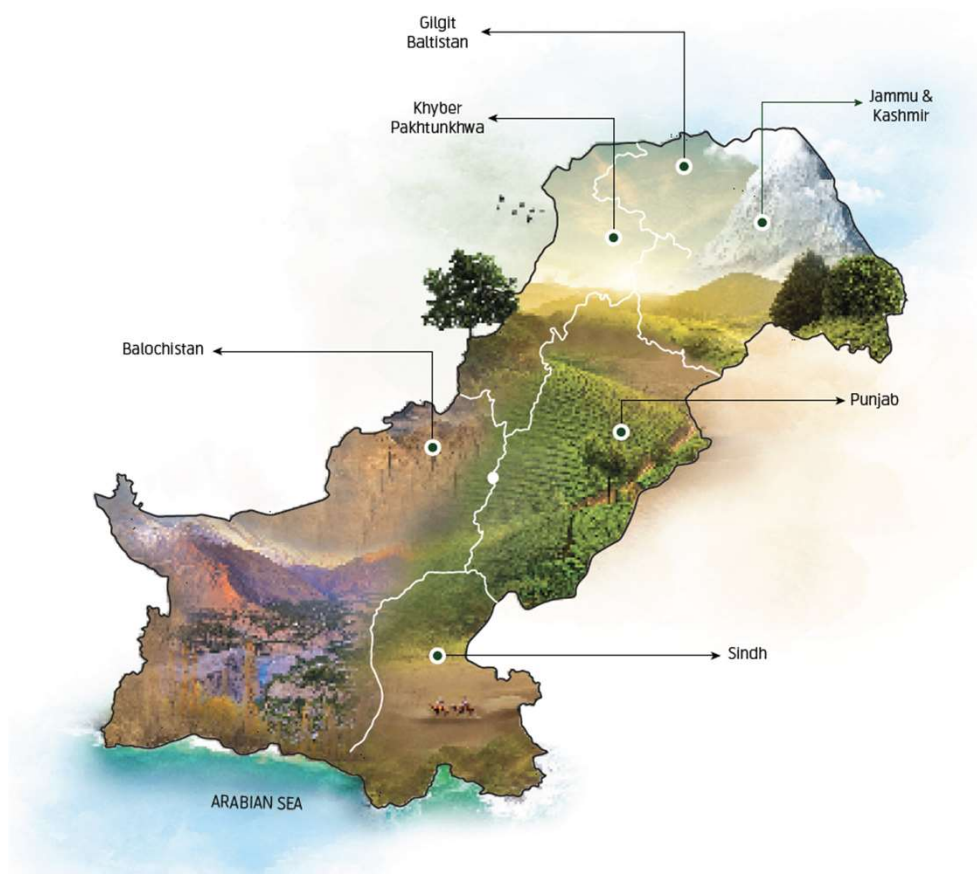 Gilgit
Baltistan
Jammu &
Kashmir
Khyber
Pakhtunkhwa
Balochistan
Punjab
Sindh
ARABIAN SEA